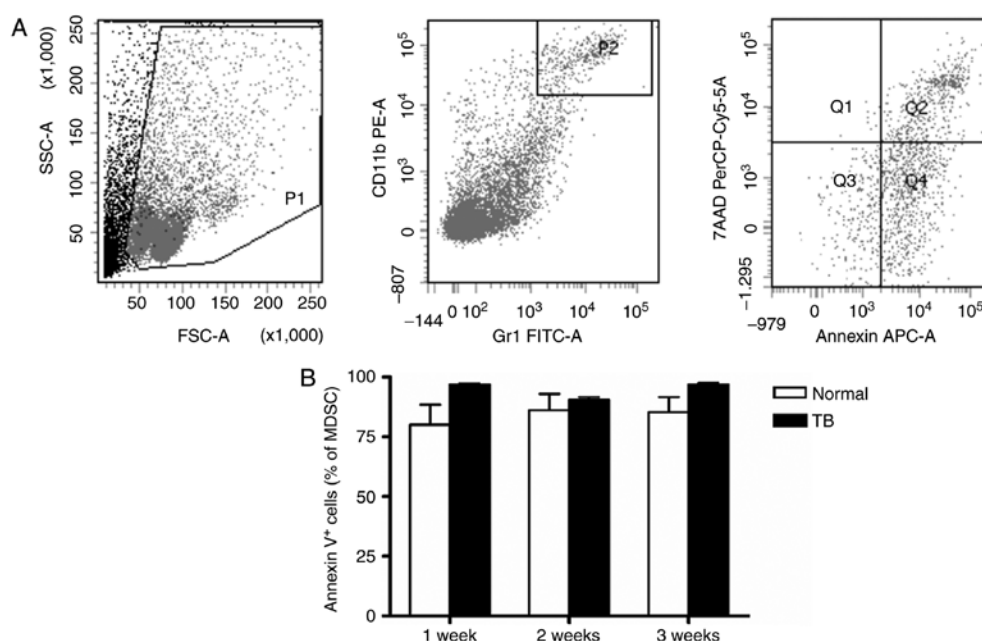 A
SSC-A (x1,000)
250
200
150
100
50
P1
50 100 150 200 250
FSC-A (x1,000)
CD11b PE-A
10⁵
10⁴
10³
0
−807
P2
−144 0 10² 10³ 10⁴ 10⁵
Gr1 FITC-A
7AAD PerCP-Cy5-5A
10⁵
10⁴
10³
0
−1.295
Q1 Q2
Q3 Q4
−979 0 10³ 10⁴ 10⁵
Annexin APC-A
B
Annexin V⁺ cells (% of MDSC)
100
75
50
25
0
1 week 2 weeks 3 weeks
Normal
TB